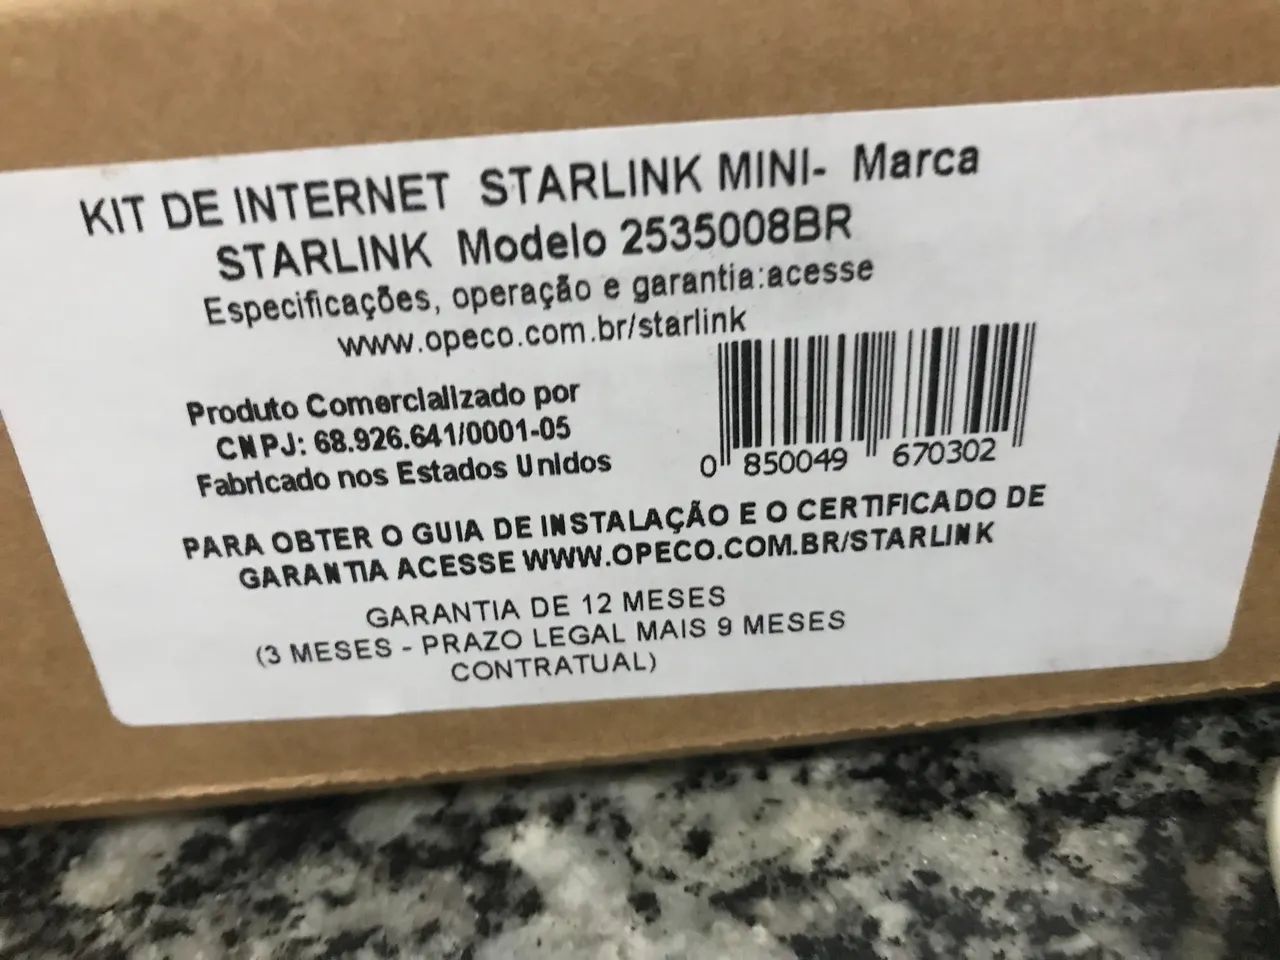 KIT DE INTERNET STARLINK MINI- Marca
STARLINK Modelo 2535008BR
Especificações, operação e garantia:acesse
www.opeco.com.br/starlink
Produto Comercializado por
CNPJ: 68.926.641/0001-05
Fabricado nos Estados Unidos
0 850049 670302
PARA OBTER O GUIA DE INSTALAÇÃO E O CERTIFICADO DE
GARANTIA ACESSE WWW.OPECO.COM.BR/STARLINK
GARANTIA DE 12 MESES
(3 MESES - PRAZO LEGAL MAIS 9 MESES
CONTRATUAL)